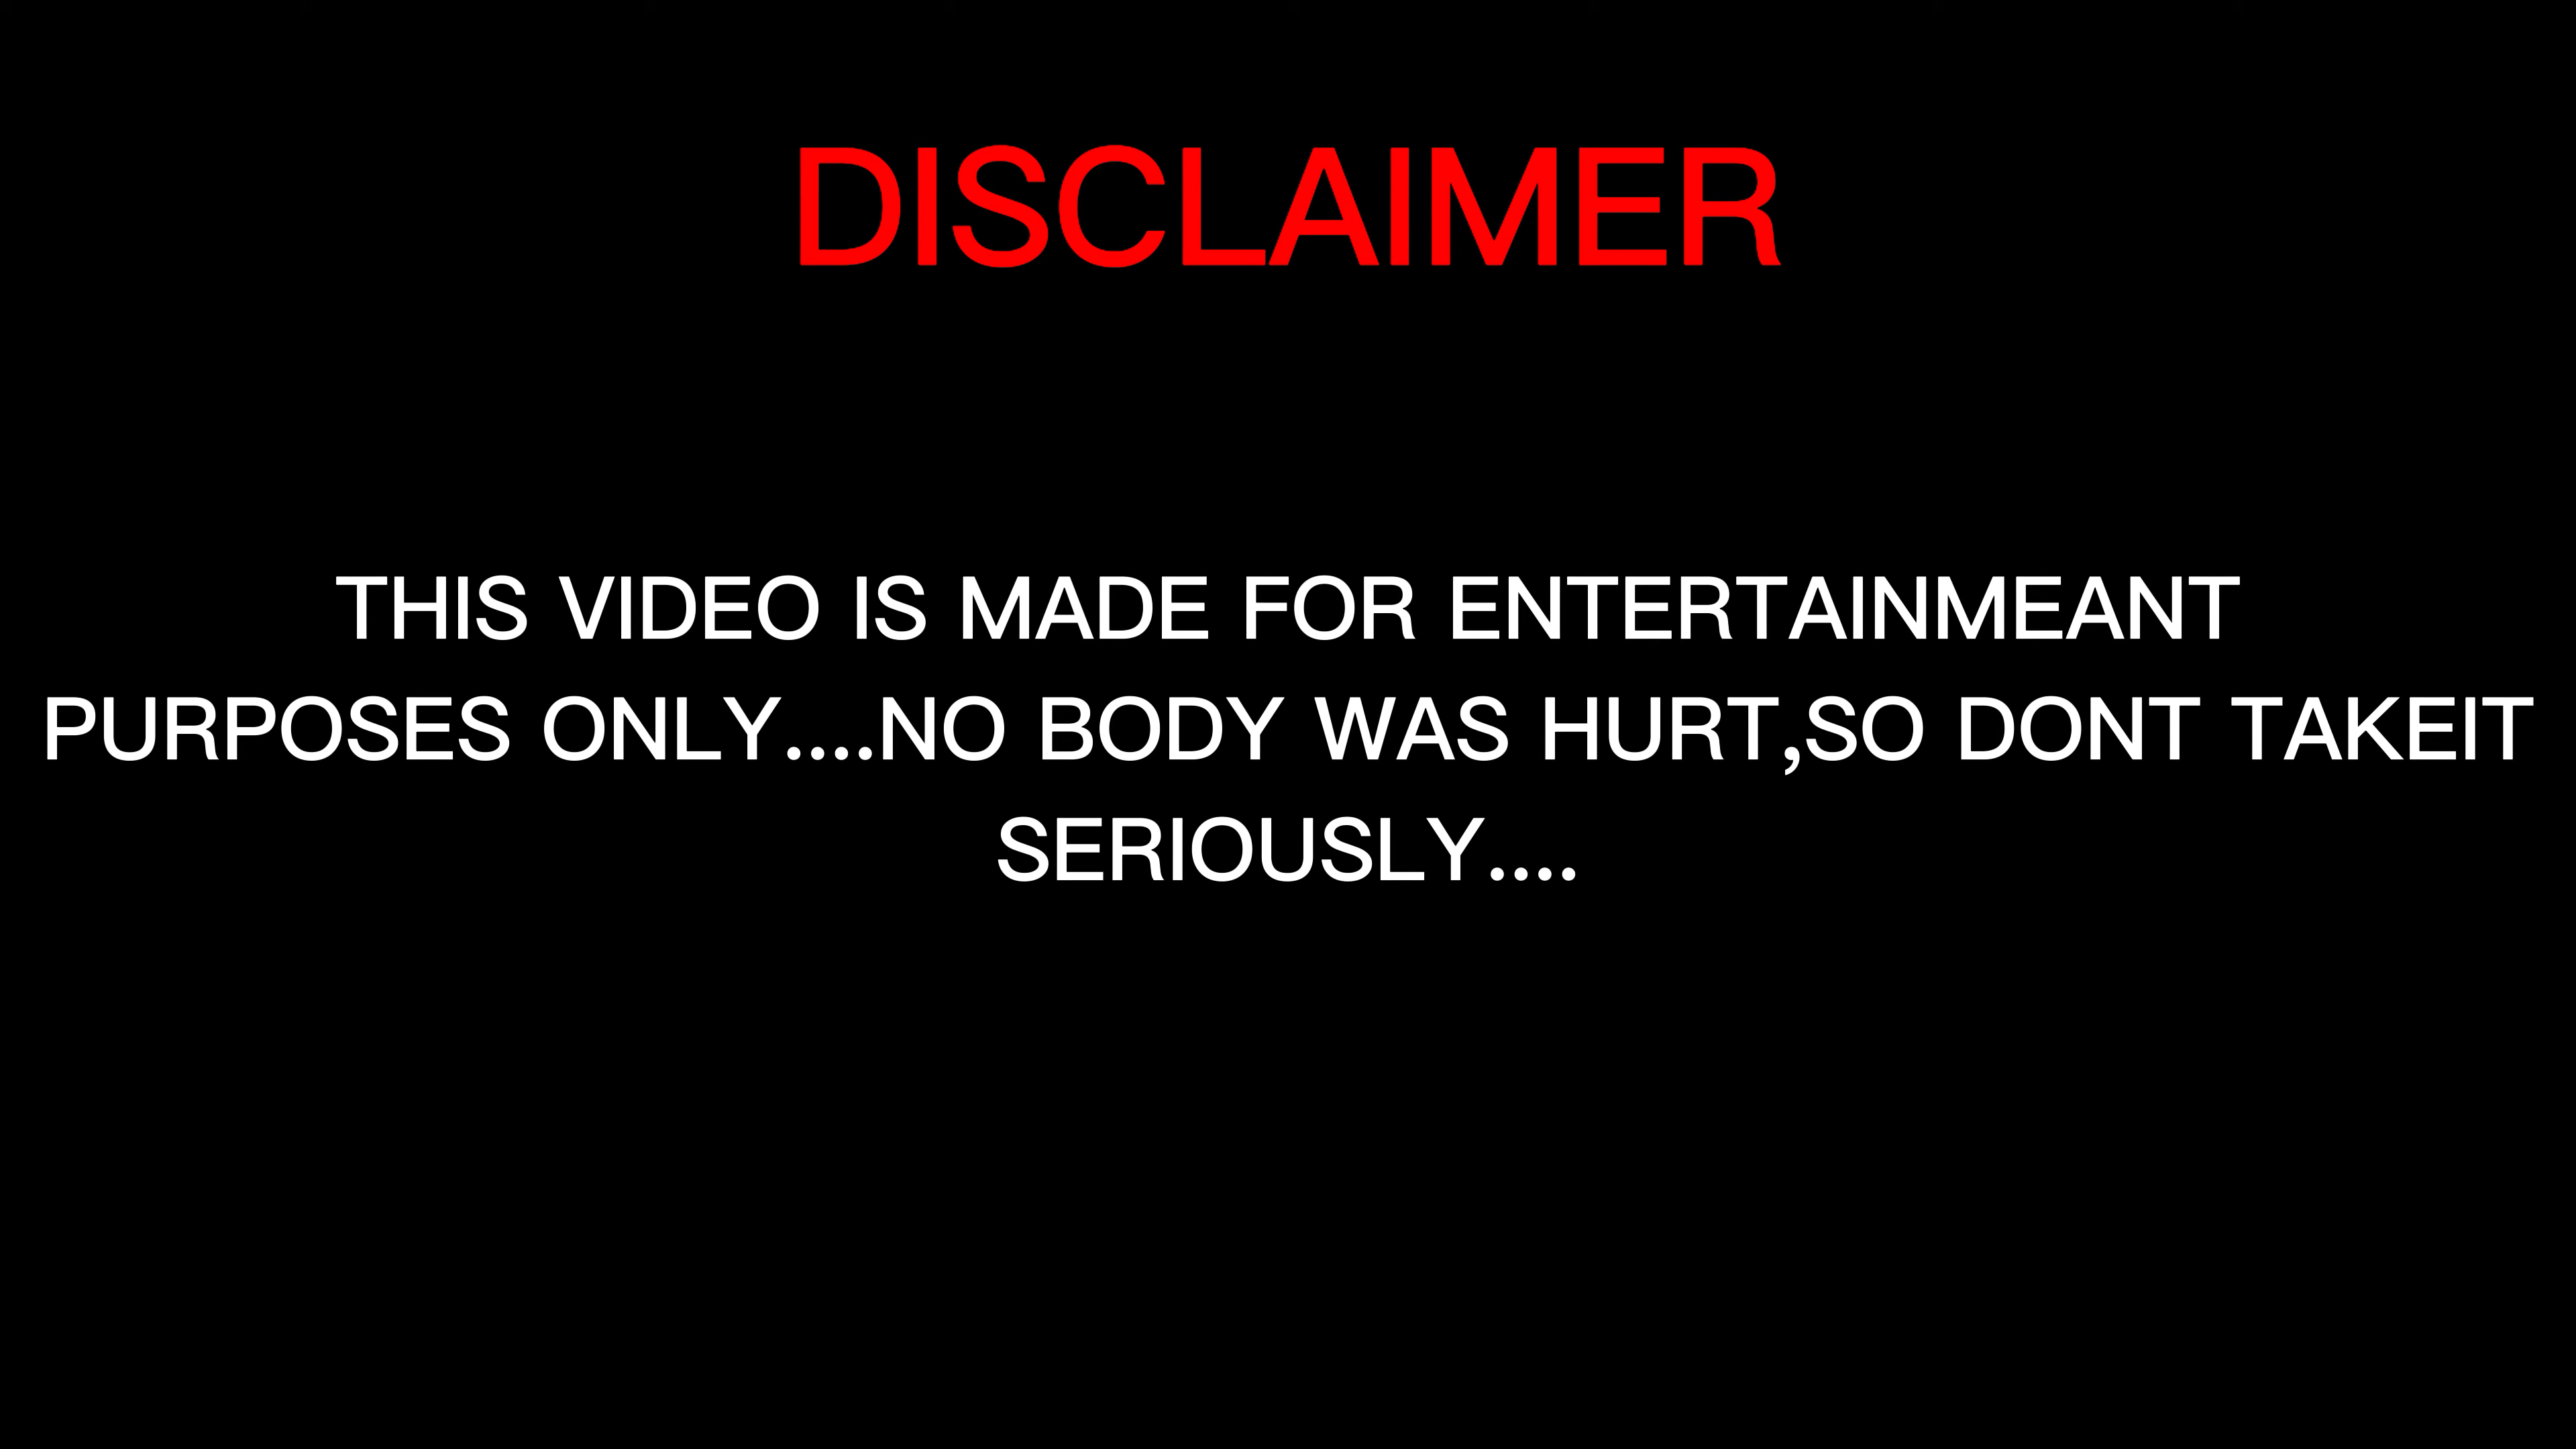 DISCLAIMER
THIS VIDEO IS MADE FOR ENTERTAINMEANT
PURPOSES ONLY....NO BODY WAS HURT,SO DONT TAKEIT
SERIOUSLY....